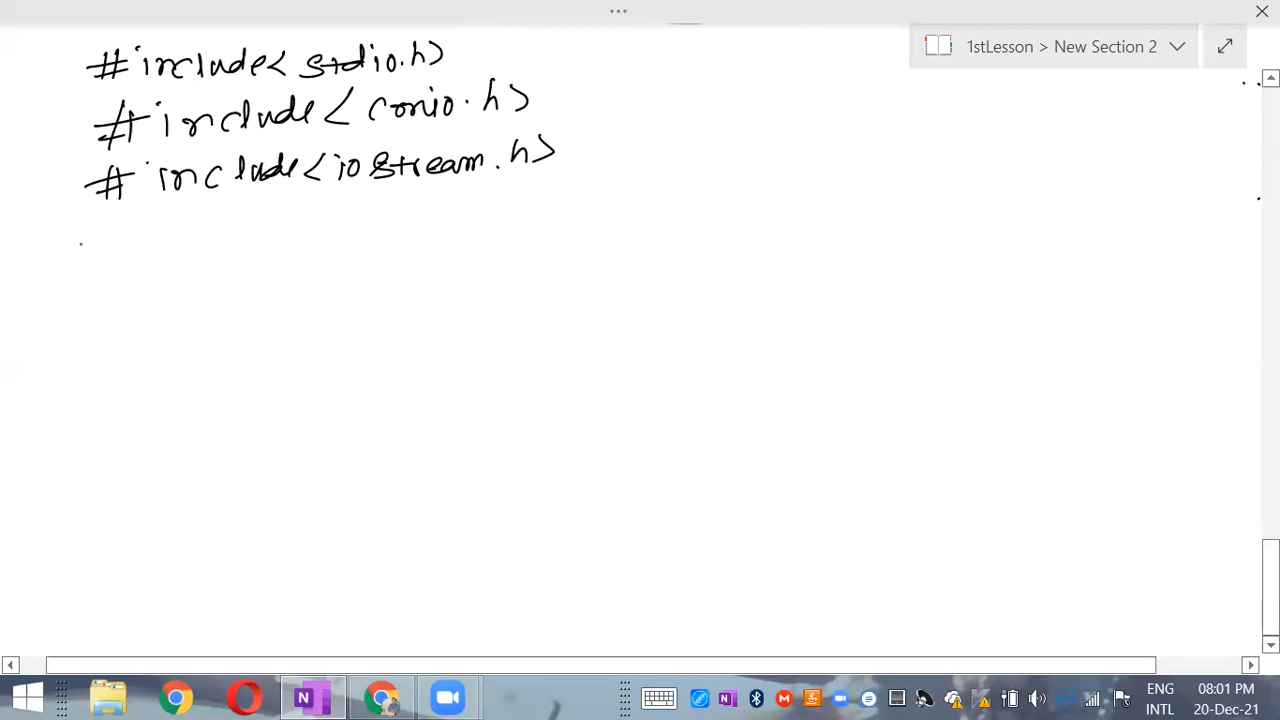 1stLesson > New Section 2
#include<stdio.h>
#include<conio.h>
#include<iostream.h>
ENG
INTL
08:01 PM
20-Dec-21